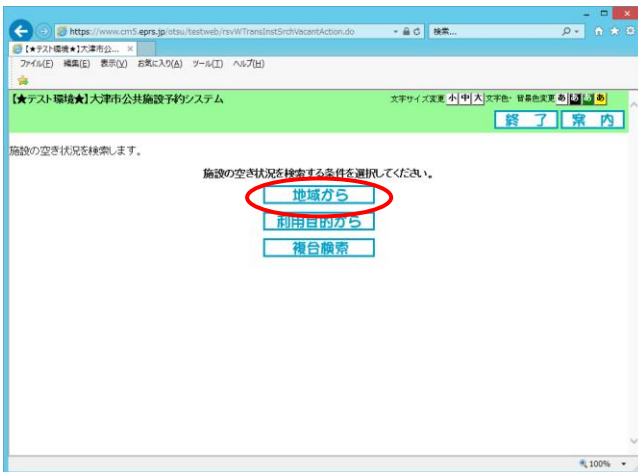 https://www.cm5.eprs.jp/otsu/testweb/rsvWTransInstSrchVacantAction.do
検索...
【★テスト環境★】大津市公...
ファイル(F) 編集(E) 表示(V) お気に入り(A) ツール(T) ヘルプ(H)
【★テスト環境★】大津市公共施設予約システム
文字サイズ変更 小 中 大 文字色・背景色変更 あ あ あ あ
終 了 案 内
施設の空き状況を検索します。
施設の空き状況を検索する条件を選択してください。
地域から
利用目的から
複合検索
100%